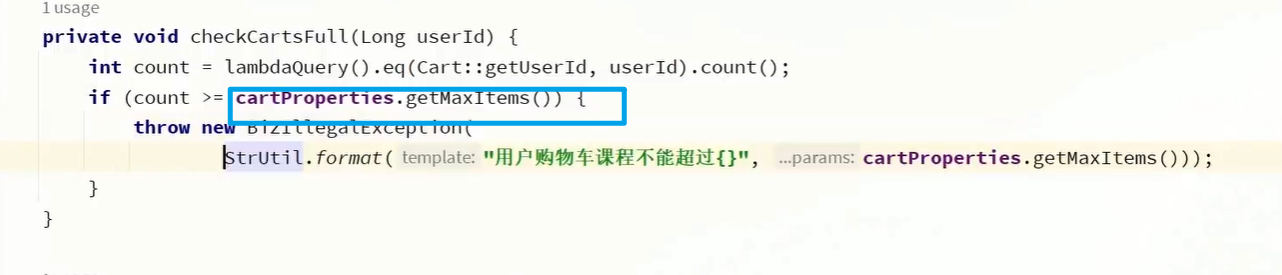 1 usage
private void checkCartsFull(Long userId) {
int count = lambdaQuery().eq(Cart::getUserId, userId).count();
if (count >= cartProperties.getMaxItems()) {
throw new BizIllegalException(
StrUtil.format( template: "用户购物车课程不能超过{}", ...params: cartProperties.getMaxItems()));
}
}